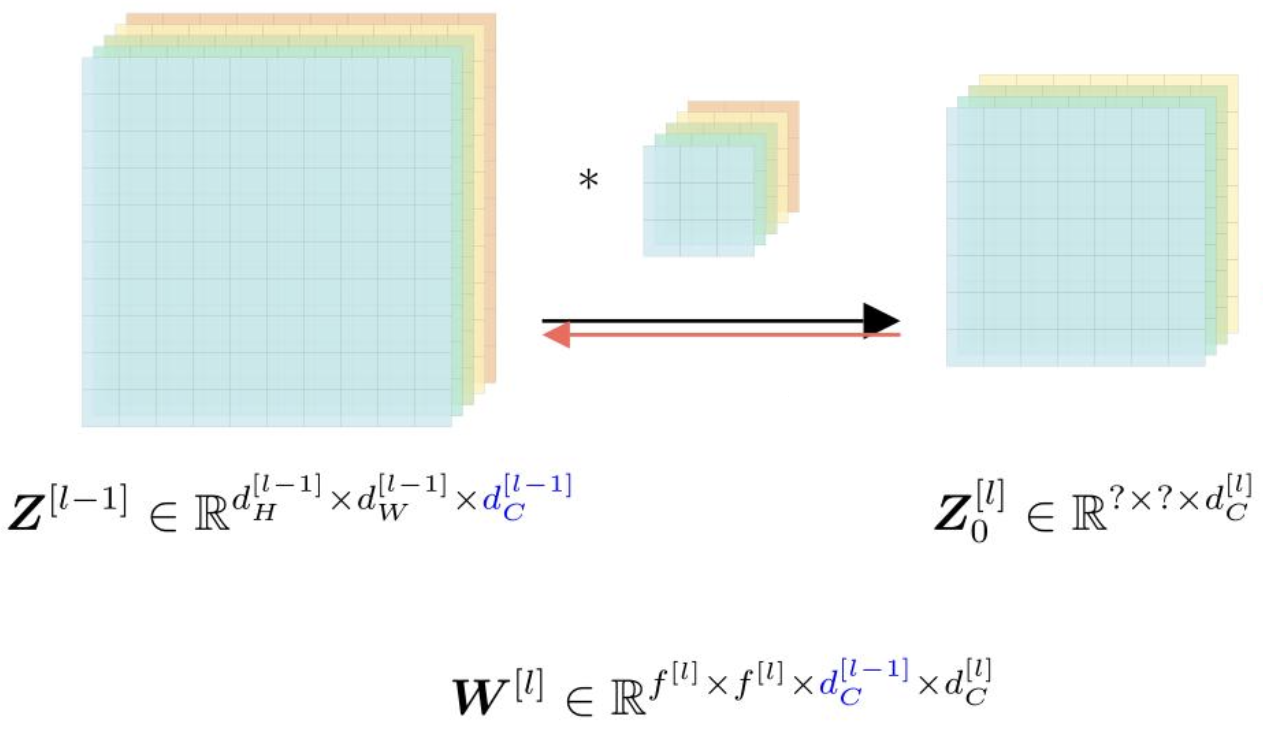 *
$\boldsymbol{Z}^{[l-1]} \in \mathbb{R}^{d_H^{[l-1]} \times d_W^{[l-1]} \times d_C^{[l-1]}}$
$\boldsymbol{Z}_0^{[l]} \in \mathbb{R}^{? \times ? \times d_C^{[l]}}$
$\boldsymbol{W}^{[l]} \in \mathbb{R}^{f^{[l]} \times f^{[l]} \times d_C^{[l-1]} \times d_C^{[l]}}$